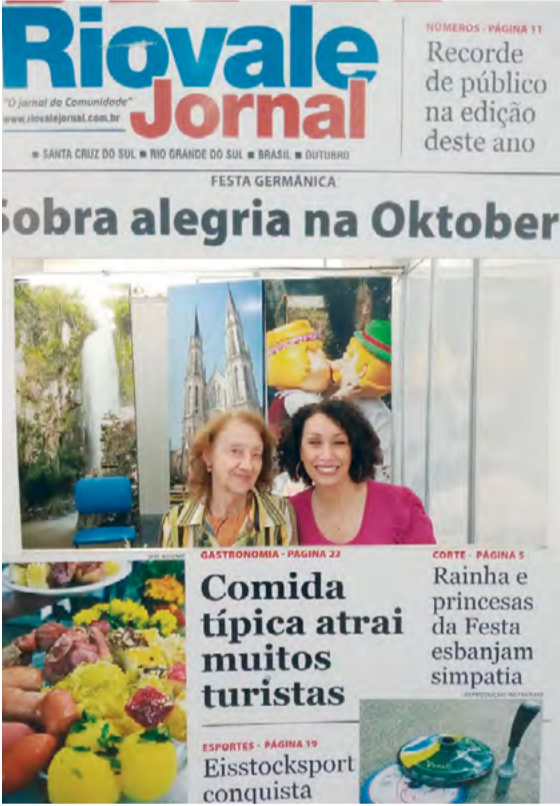 Riovale
Jornal
"O jornal da Comunidade"
www.riovalejornal.com.br
■ SANTA CRUZ DO SUL ■ RIO GRANDE DO SUL ■ BRASIL ■ OUTUBRO
NÚMEROS - PÁGINA 11
Recorde
de público
na edição
deste ano
FESTA GERMÂNICA
Sobra alegria na Oktober
GASTRONOMIA - PÁGINA 23
Comida
típica atrai
muitos
turistas
CORTE - PÁGINA 5
Rainha e
princesas
da Festa
esbanjam
simpatia
REPRODUÇÃO INSTAGRAM
ESPORTES - PÁGINA 19
Eisstocksport
conquista